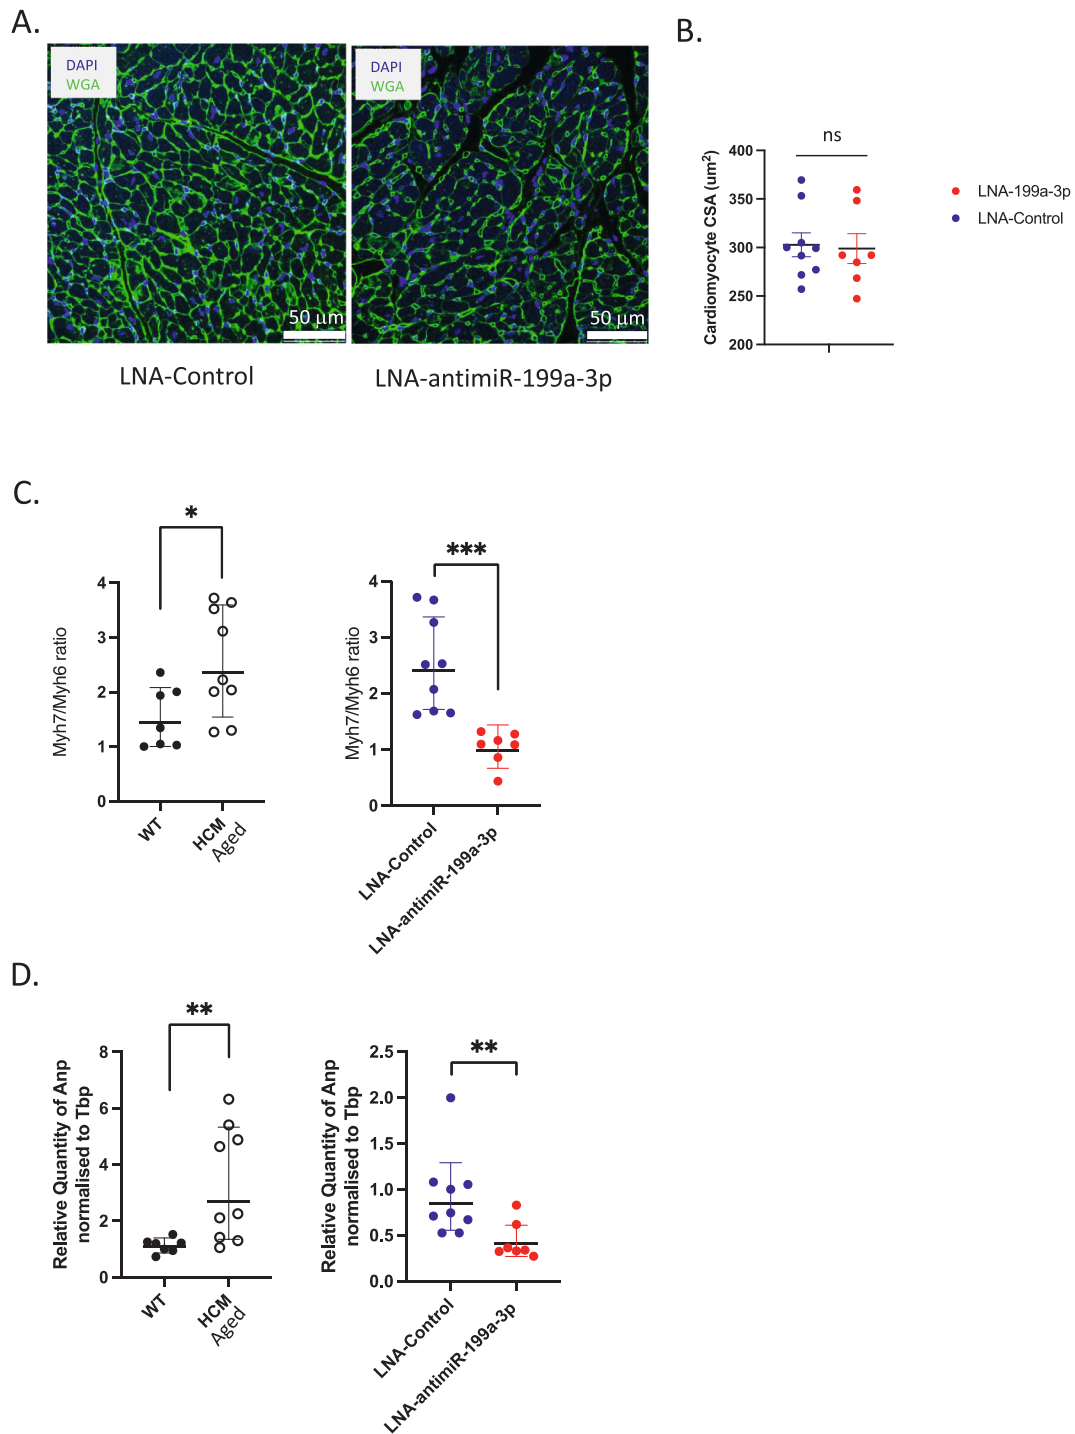 A.
DAPI
WGA
50 μm
DAPI
WGA
50 μm
LNA-Control
LNA-antimiR-199a-3p
B.
ns
Cardiomyocyte CSA (um²)
400
350
300
250
200
LNA-199a-3p
LNA-Control
C.
*
Myh7/Myh6 ratio
4
3
2
1
0
WT
HCM
Aged
***
Myh7/Myh6 ratio
4
3
2
1
0
LNA-Control
LNA-antimiR-199a-3p
D.
**
Relative Quantity of Anp
normalised to Tbp
8
6
4
2
0
WT
HCM
Aged
**
Relative Quantity of Anp
normalised to Tbp
2.5
2.0
1.5
1.0
0.5
0.0
LNA-Control
LNA-antimiR-199a-3p